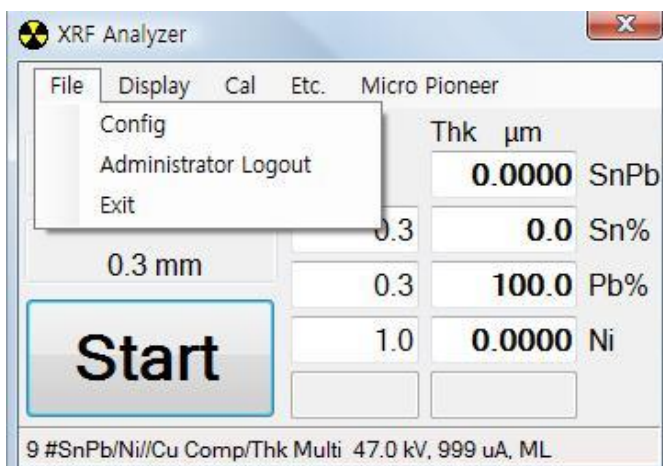 XRF Analyzer
File Display Cal Etc. Micro Pioneer
Config
Administrator Logout
Exit
Thk μm
0.0000 SnPb
0.3 0.0 Sn%
0.3 mm
0.3 100.0 Pb%
Start
1.0 0.0000 Ni
9 #SnPb/Ni//Cu Comp/Thk Multi 47.0 kV, 999 uA, ML